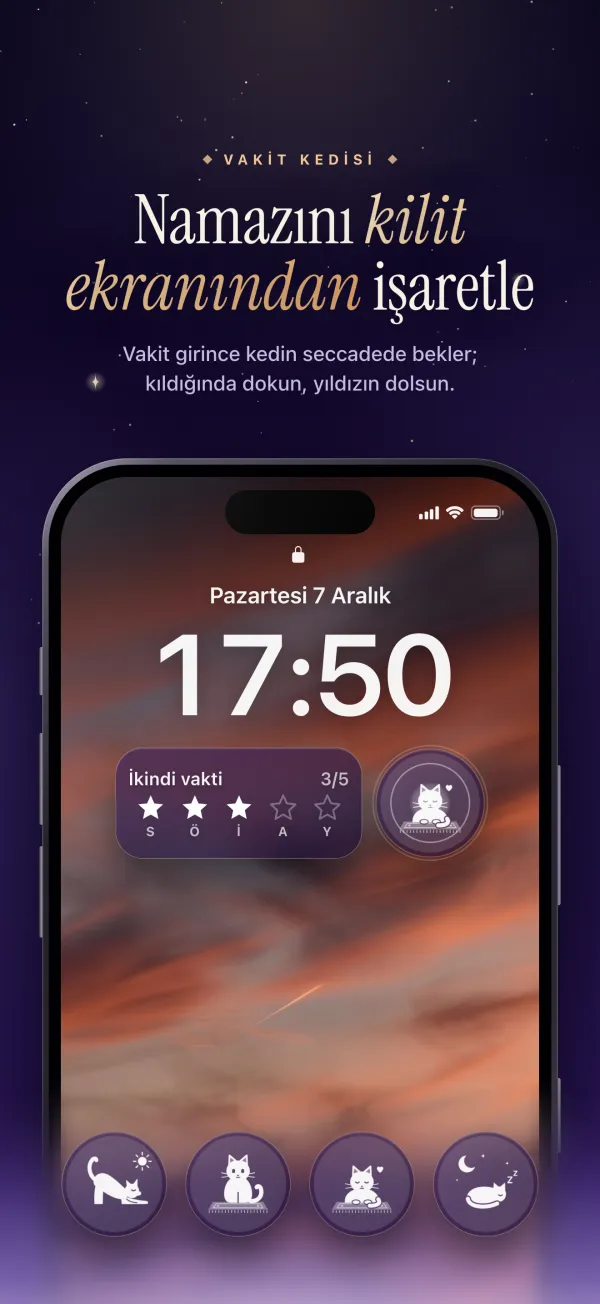 VAKİT KEDİSİ
Namazını kilit
ekranından işaretle
Vakit girince kedin seccadede bekler;
kıldığında dokun, yıldızın dolsun.
Pazartesi 7 Aralık
17:50
İkindi vakti 3/5
S Ö İ A Y
z z z